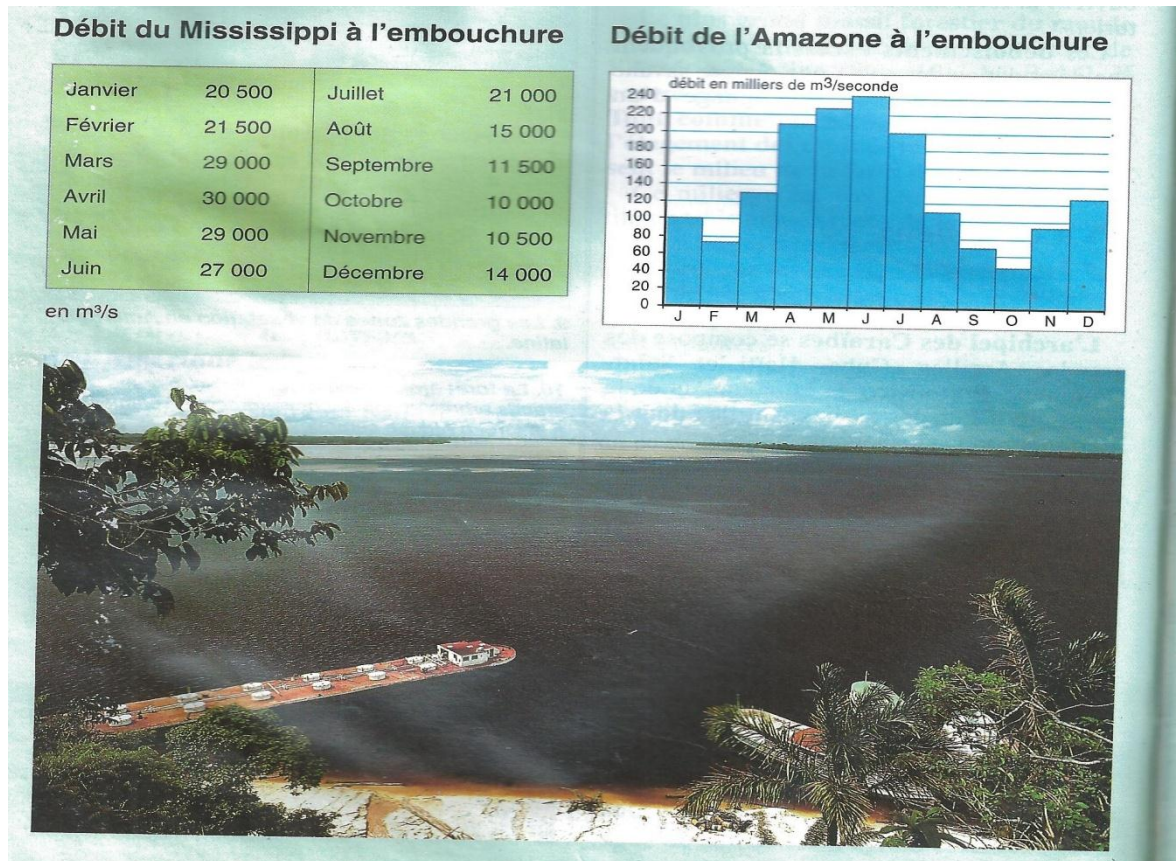 Débit du Mississippi à l'embouchure
Janvier 20 500 Juillet 21 000
Février 21 500 Août 15 000
Mars 29 000 Septembre 11 500
Avril 30 000 Octobre 10 000
Mai 29 000 Novembre 10 500
Juin 27 000 Décembre 14 000
en m³/s
Débit de l'Amazone à l'embouchure
débit en milliers de m³/seconde
240
220
200
180
160
140
120
100
80
60
40
20
0
J F M A M J J A S O N D
L'archipel des Caraïbes se compose des